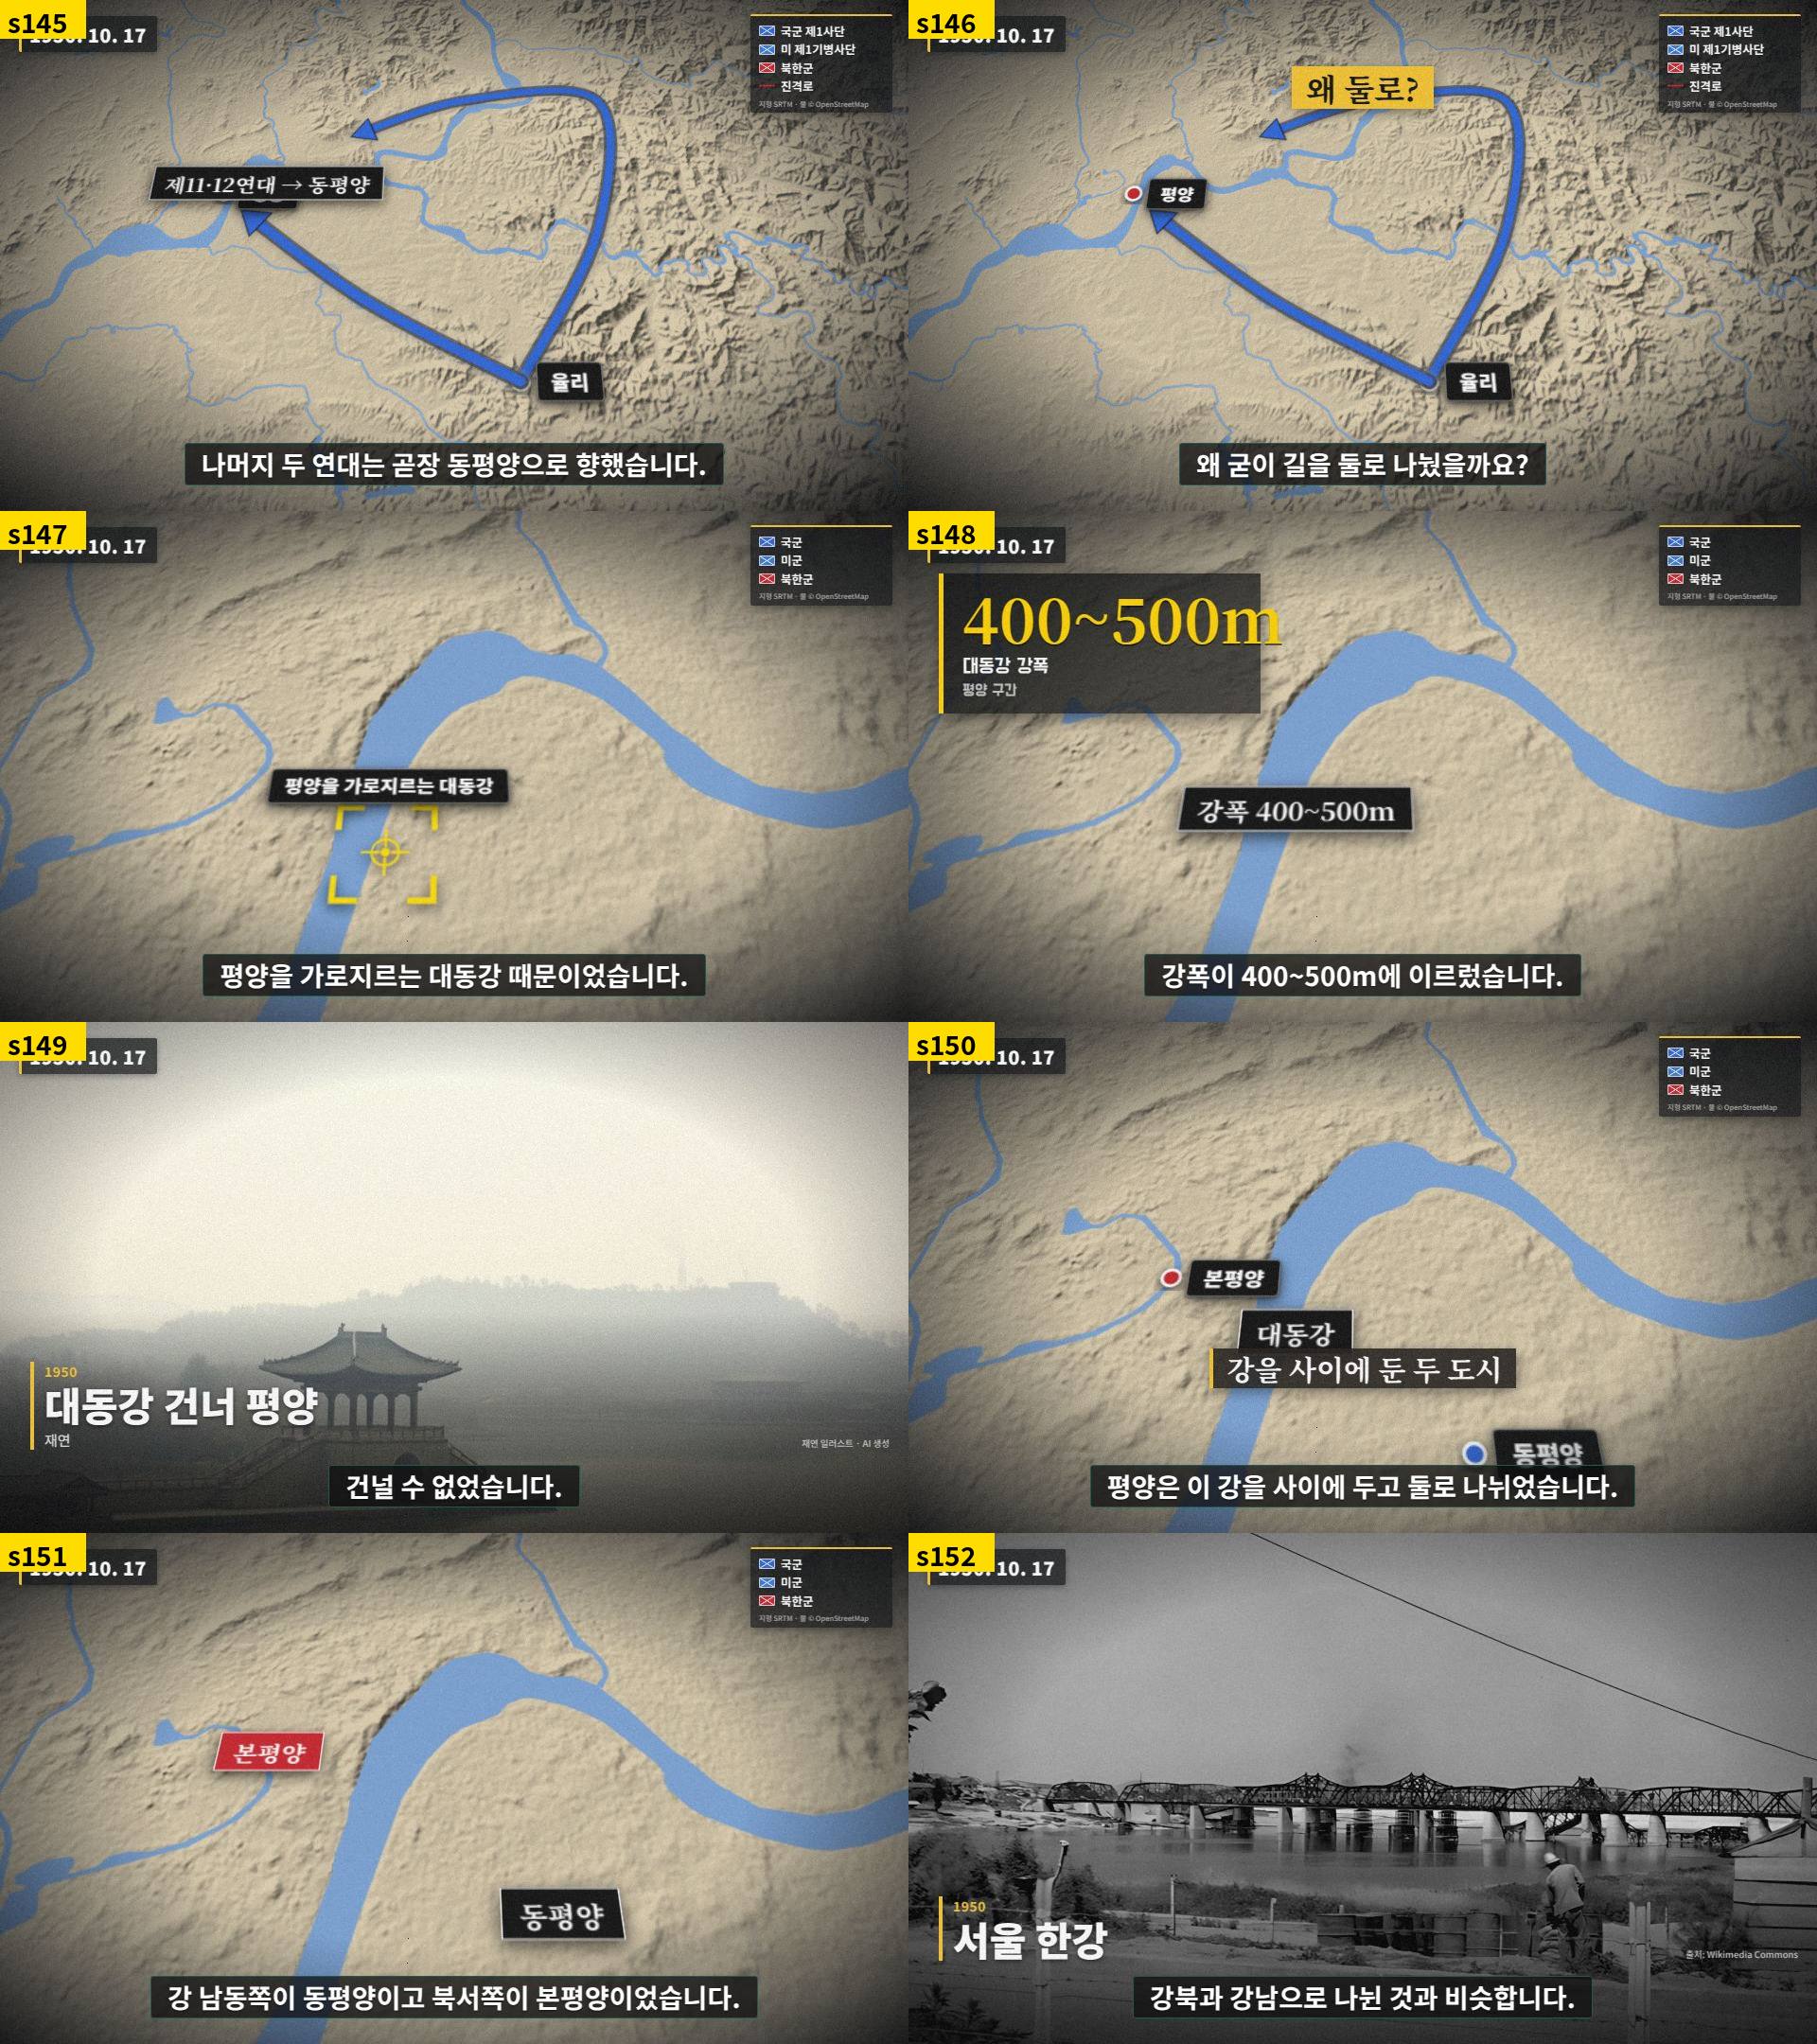 s145
10. 17
국군 제1사단
미 제1기병사단
북한군
진격로
지형 SRTM · 물 © OpenStreetMap
제11·12연대 → 동평양
율리
나머지 두 연대는 곧장 동평양으로 향했습니다.
s146
10. 17
국군 제1사단
미 제1기병사단
북한군
진격로
지형 SRTM · 물 © OpenStreetMap
왜 둘로?
평양
율리
왜 굳이 길을 둘로 나눴을까요?
s147
10. 17
국군
미군
북한군
지형 SRTM · 물 © OpenStreetMap
평양을 가로지르는 대동강
평양을 가로지르는 대동강 때문이었습니다.
s148
10. 17
국군
미군
북한군
지형 SRTM · 물 © OpenStreetMap
400~500m
대동강 강폭
평양 구간
강폭 400~500m
강폭이 400~500m에 이르렀습니다.
s149
10. 17
1950
대동강 건너 평양
재연
재연 일러스트 · AI 생성
건널 수 없었습니다.
s150
10. 17
국군
미군
북한군
지형 SRTM · 물 © OpenStreetMap
본평양
대동강
강을 사이에 둔 두 도시
동평양
평양은 이 강을 사이에 두고 둘로 나뉘었습니다.
s151
10. 17
국군
미군
북한군
지형 SRTM · 물 © OpenStreetMap
본평양
동평양
강 남동쪽이 동평양이고 북서쪽이 본평양이었습니다.
s152
10. 17
1950
서울 한강
출처: Wikimedia Commons
강북과 강남으로 나뉜 것과 비슷합니다.